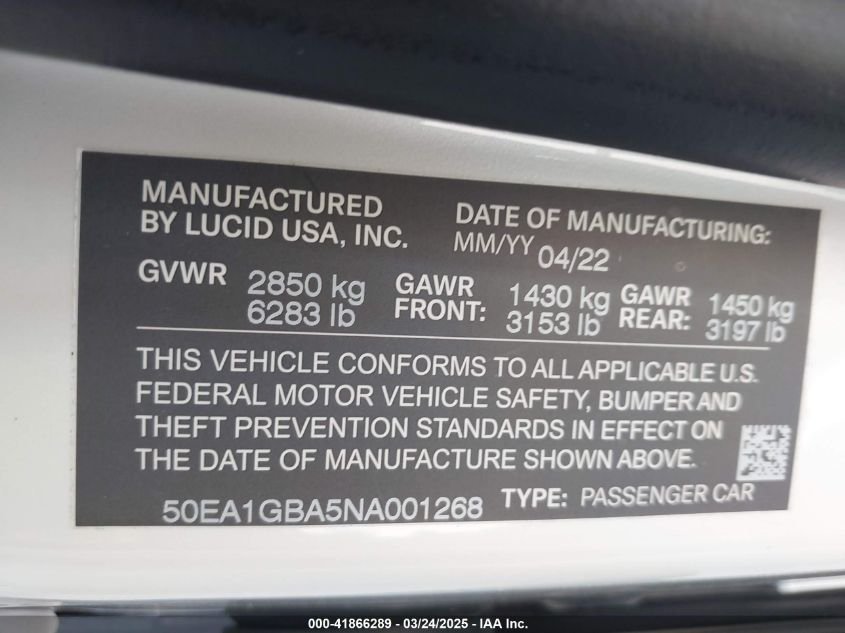 MANUFACTURED
BY LUCID USA, INC.
DATE OF MANUFACTURING:
MM/YY 04/22
GVWR 2850 kg
6283 lb
GAWR
FRONT: 1430 kg
3153 lb
GAWR
REAR: 1450 kg
3197 lb
THIS VEHICLE CONFORMS TO ALL APPLICABLE U.S.
FEDERAL MOTOR VEHICLE SAFETY, BUMPER AND
THEFT PREVENTION STANDARDS IN EFFECT ON
THE DATE OF MANUFACTURE SHOWN ABOVE.
50EA1GBA5NA001268 TYPE: PASSENGER CAR
000-41866289 - 03/24/2025 - IAA Inc.